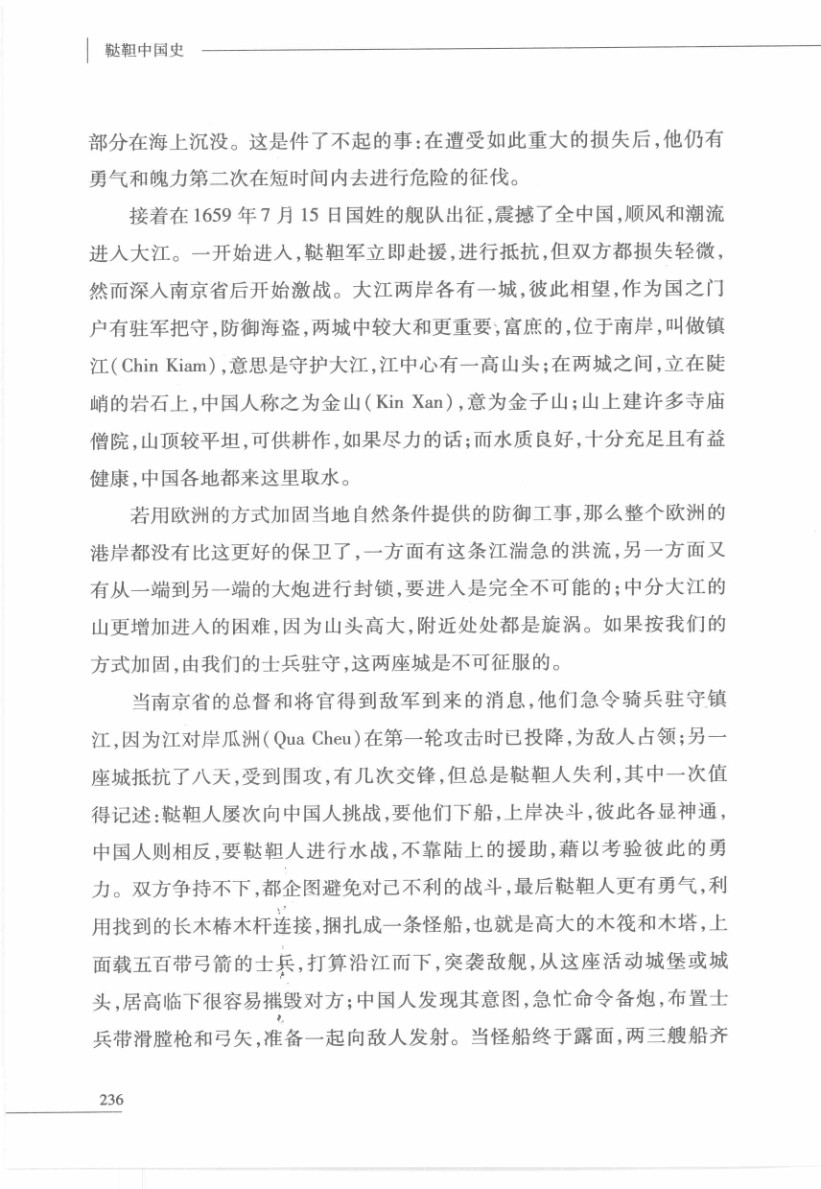 鞑靼中国史
部分在海上沉没。这是件了不起的事:在遭受如此重大的损失后,他仍有
勇气和魄力第二次在短时间内去进行危险的征伐。
接着在1659年7月15日国姓的舰队出征,震撼了全中国,顺风和潮流
进入大江。一开始进入,鞑靼军立即赴援,进行抵抗,但双方都损失轻微,
然而深入南京省后开始激战。大江两岸各有一城,彼此相望,作为国之门
户有驻军把守,防御海盗,两城中较大和更重要、富庶的,位于南岸,叫做镇
江(Chin Kiam),意思是守护大江,江中心有一高山头;在两城之间,立在陡
峭的岩石上,中国人称之为金山(Kin Xan),意为金子山;山上建许多寺庙
僧院,山顶较平坦,可供耕作,如果尽力的话;而水质良好,十分充足且有益
健康,中国各地都来这里取水。
若用欧洲的方式加固当地自然条件提供的防御工事,那么整个欧洲的
港岸都没有比这更好的保卫了,一方面有这条江湍急的洪流,另一方面又
有从一端到另一端的大炮进行封锁,要进入是完全不可能的;中分大江的
山更增加进入的困难,因为山头高大,附近处处都是旋涡。如果按我们的
方式加固,由我们的士兵驻守,这两座城是不可征服的。
当南京省的总督和将官得到敌军到来的消息,他们急令骑兵驻守镇
江,因为江对岸瓜洲(Qua Cheu)在第一轮攻击时已投降,为敌人占领;另一
座城抵抗了八天,受到围攻,有几次交锋,但总是鞑靼人失利,其中一次值
得记述:鞑靼人屡次向中国人挑战,要他们下船,上岸决斗,彼此各显神通,
中国人则相反,要鞑靼人进行水战,不靠陆上的援助,藉以考验彼此的勇
力。双方争持不下,都企图避免对己不利的战斗,最后鞑靼人更有勇气,利
用找到的长木椿木杆连接,捆扎成一条怪船,也就是高大的木筏和木塔,上
面载五百带弓箭的士兵,打算沿江而下,突袭敌舰,从这座活动城堡或城
头,居高临下很容易摧毁对方;中国人发现其意图,急忙命令备炮,布置士
兵带滑膛枪和弓矢,准备一起向敌人发射。当怪船终于露面,两三艘船齐
236